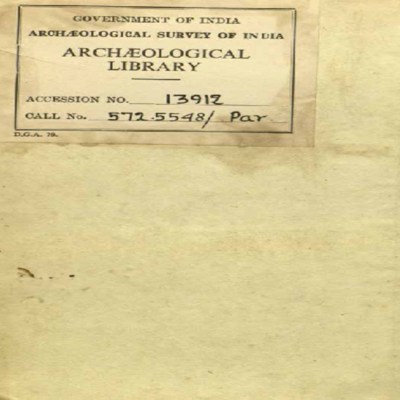 GOVERNMENT OF INDIA
ARCHÆOLOGICAL SURVEY OF INDIA
ARCHÆOLOGICAL
LIBRARY
ACCESSION NO. 13912
CALL No. 572.5548/ Par
D.G.A. 79.